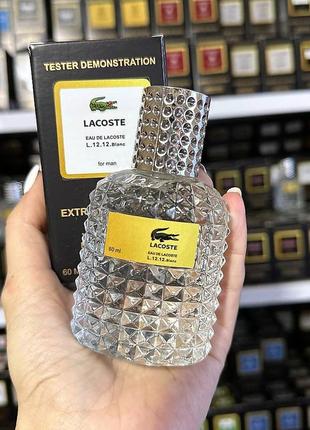 TESTER DEMONSTRATION
LACOSTE
EAU DE LACOSTE
L.12.12.Blanc
for man
EXTR
60 M
60 ml
LACOSTE
EAU DE LACOSTE
L.12.12.Blanc